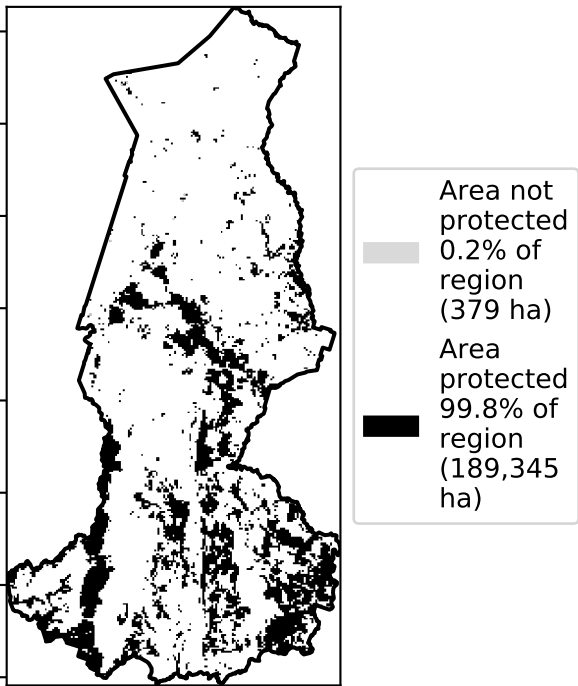 Area not
protected
0.2% of
region
(379 ha)
Area
protected
99.8% of
region
(189,345
ha)